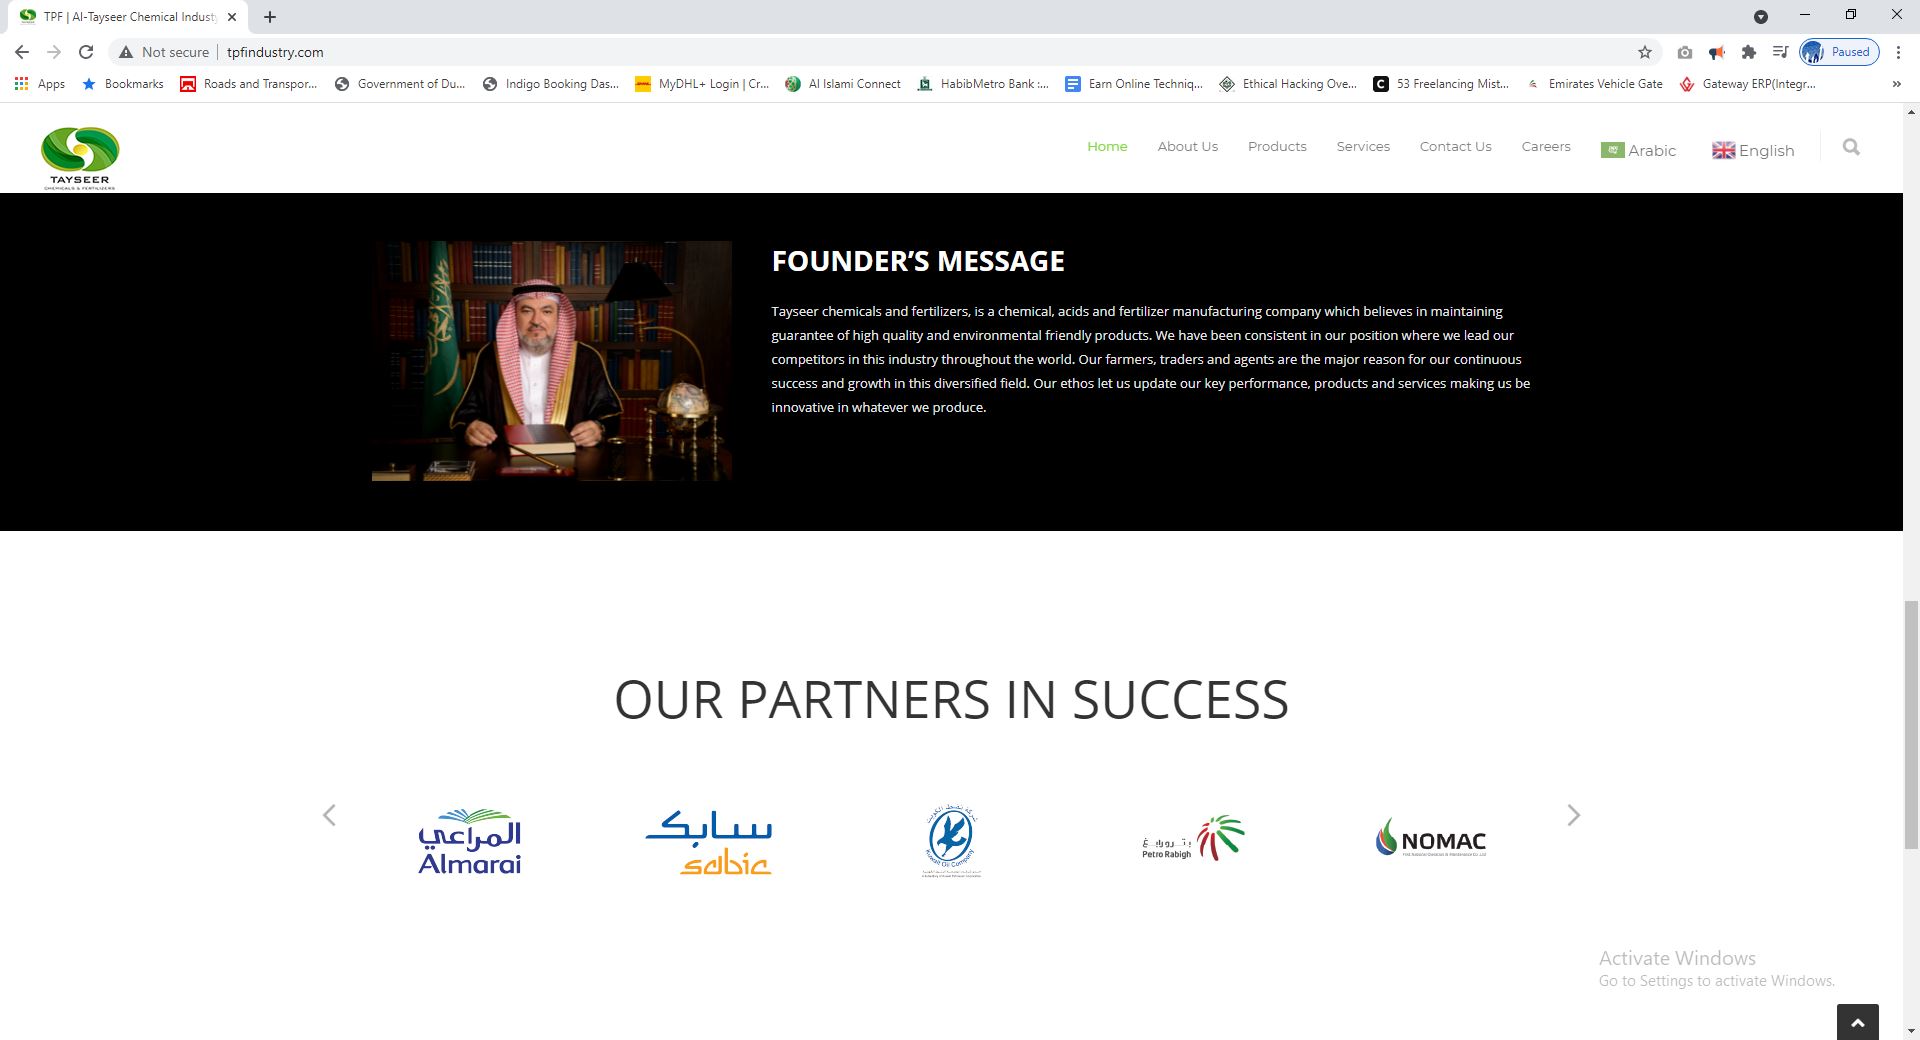 TPF | Al-Tayseer Chemical Indust
Not secure
tpfindustry.com
Paused
Apps
Bookmarks
Roads and Transpor...
Government of Du...
Indigo Booking Das...
MyDHL+ Login | Cr...
Al Islami Connect
HabibMetro Bank :...
Earn Online Techniq...
Ethical Hacking Ove...
53 Freelancing Mist...
Emirates Vehicle Gate
Gateway ERP(Integr...
TAYSEER
CHEMICALS & FERTILIZERS
Home
About Us
Products
Services
Contact Us
Careers
Arabic
English
FOUNDER’S MESSAGE
Tayseer chemicals and fertilizers, is a chemical, acids and fertilizer manufacturing company which believes in maintaining
guarantee of high quality and environmental friendly products. We have been consistent in our position where we lead our
competitors in this industry throughout the world. Our farmers, traders and agents are the major reason for our continuous
success and growth in this diversified field. Our ethos let us update our key performance, products and services making us be
innovative in whatever we produce.
OUR PARTNERS IN SUCCESS
المراعي
Almarai
سابك
sabic
شركة نفط الكويت
Kuwait Oil Company
بترورابغ
Petro Rabigh
NOMAC
Activate Windows
Go to Settings to activate Windows.